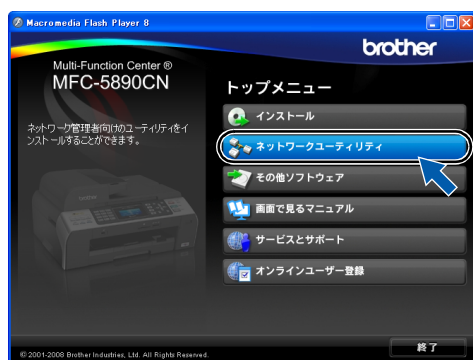 Macromedia Flash Player 8
brother
Multi-Function Center ®
MFC-5890CN
ネットワーク管理者向けのユーティリティをイ
ンストールすることができます。
トップメニュー
インストール
ネットワークユーティリティ
その他ソフトウェア
画面で見るマニュアル
サービスとサポート
オンラインユーザー登録
終了
© 2001-2008 Brother Industries, Ltd. All Rights Reserved.